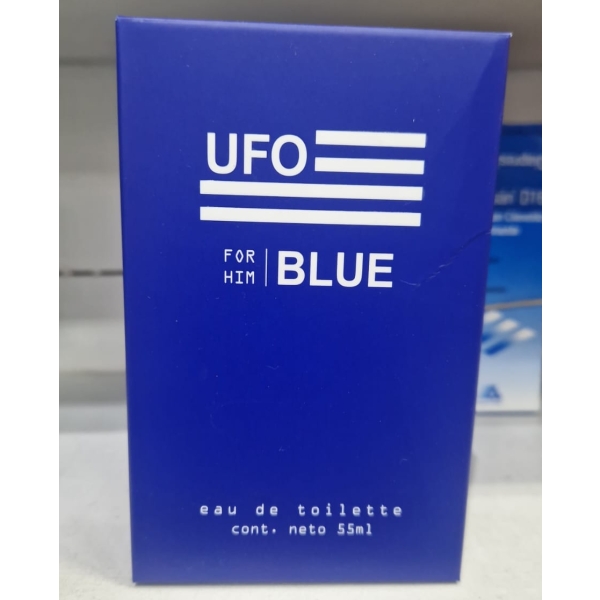 UFO
FOR
HIM
BLUE
eau de toilette
cont. neto 55ml